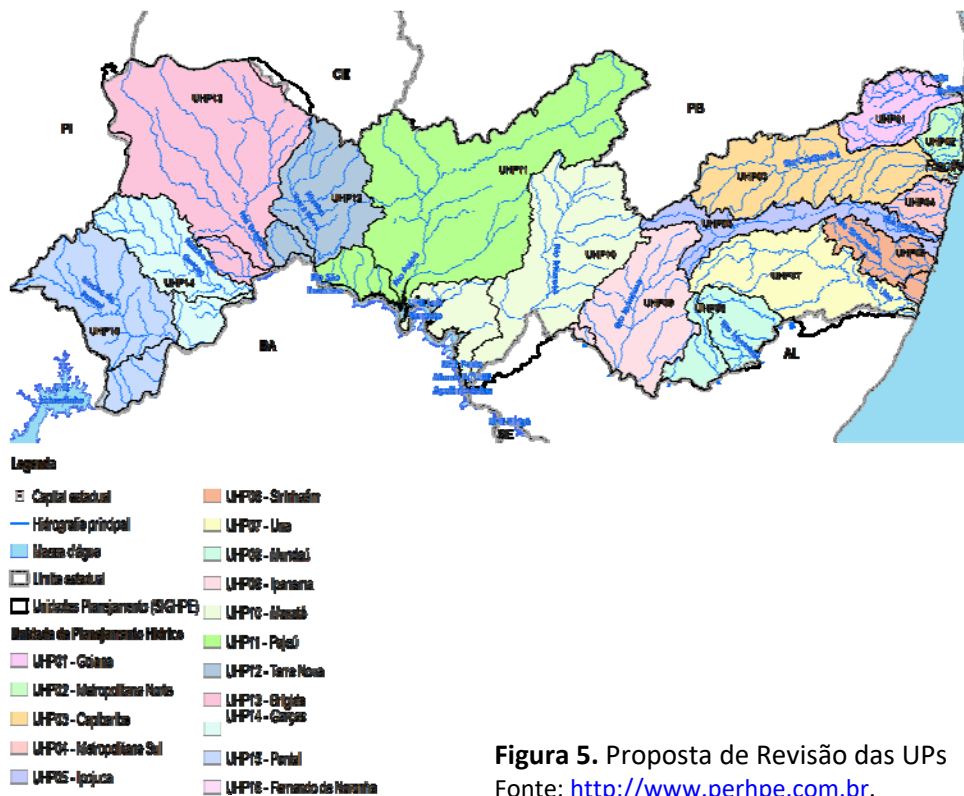 CE
PI
PB
UHP13
UHP01
UHP02
UHP11
UHP03
UHP12
UHP04
UHP10
UHP07
UHP14
UHP09
UHP15
BA
AL
SE
Legenda
Capital estadual
Hidrografia principal
Massa d'água
Limite estadual
Unidades Planejamento (SIGHPE)
Unidade de Planejamento Hídrico
UHP01 - Goiana
UHP02 - Metropolitana Norte
UHP03 - Capibaribe
UHP04 - Metropolitana Sul
UHP05 - Ipojuca
UHP06 - Sirinhaém
UHP07 - Una
UHP08 - Mundaú
UHP09 - Ipanema
UHP10 - Moxotó
UHP11 - Pajeú
UHP12 - Terra Nova
UHP13 - Brígida
UHP14 - Garças
UHP15 - Pontal
UHP16 - Fernando de Noronha
Figura 5. Proposta de Revisão das UPs
Fonte: http://www.perhpe.com.br.